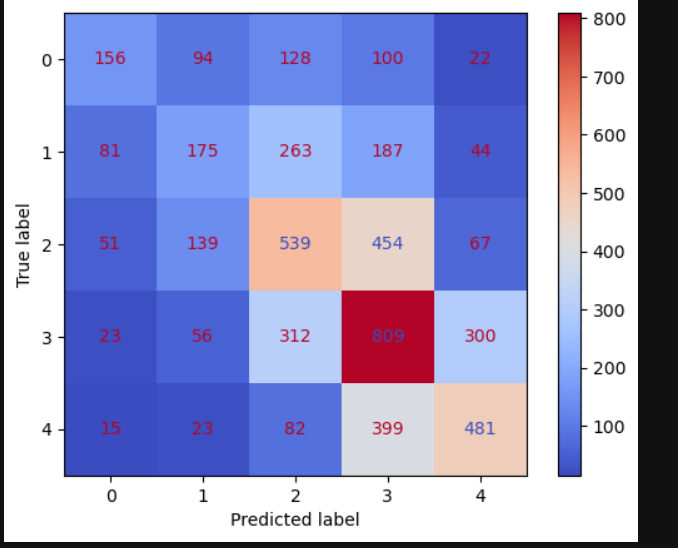 800
0 156 94 128 100 22
700
1 81 175 263 187 44
600
500
2 51 139 539 454 67
400
300
3 23 56 312 809 300
200
4 15 23 82 399 481
100
0 1 2 3 4
Predicted label
True label